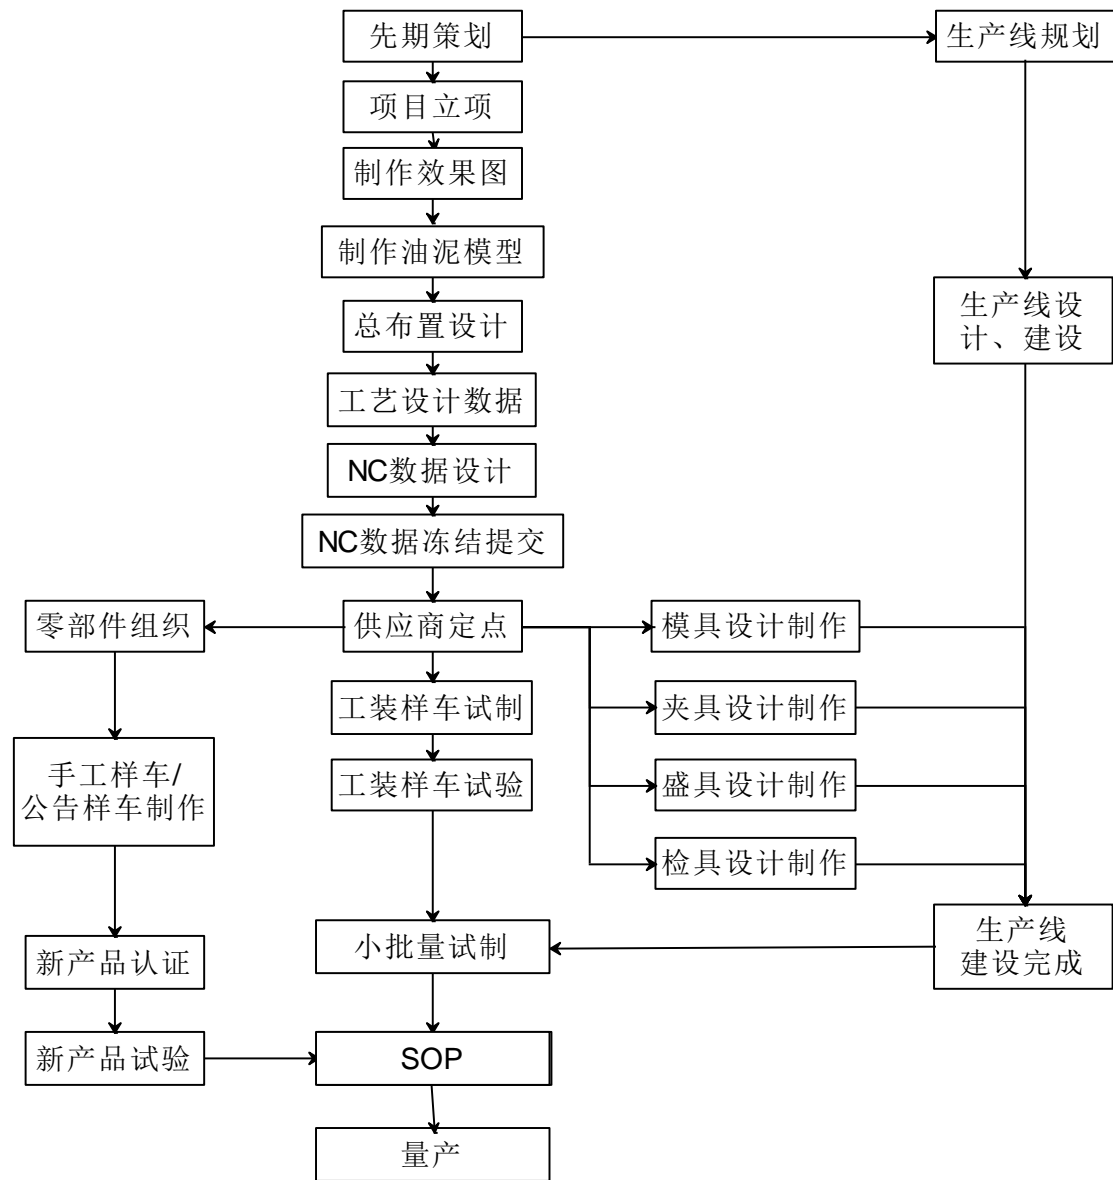 先期策划
生产线规划
项目立项
制作效果图
制作油泥模型
总布置设计
生产线设
计、建设
工艺设计数据
NC数据设计
NC数据冻结提交
零部件组织
供应商定点
模具设计制作
工装样车试制
夹具设计制作
手工样车/
公告样车制作
工装样车试验
盛具设计制作
检具设计制作
小批量试制
生产线
建设完成
新产品认证
新产品试验
SOP
量产